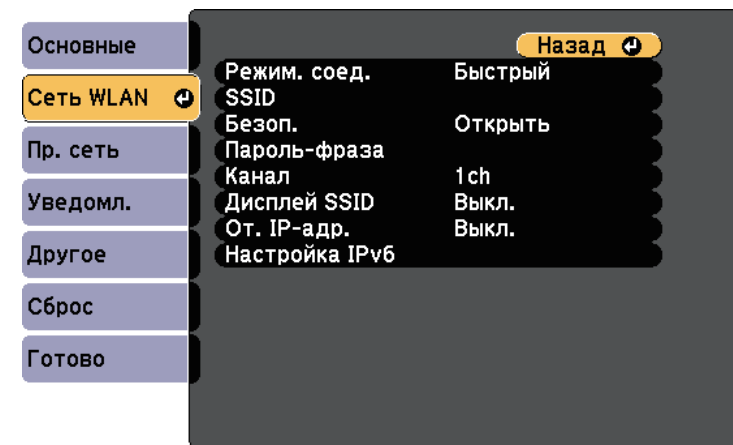 Основные
Сеть WLAN
Пр. сеть
Уведомл.
Другое
Сброс
Готово
Назад
Режим. соед. Быстрый
SSID
Безоп. Открыть
Пароль-фраза
Канал 1ch
Дисплей SSID Выкл.
От. IP-адр. Выкл.
Настройка IPv6